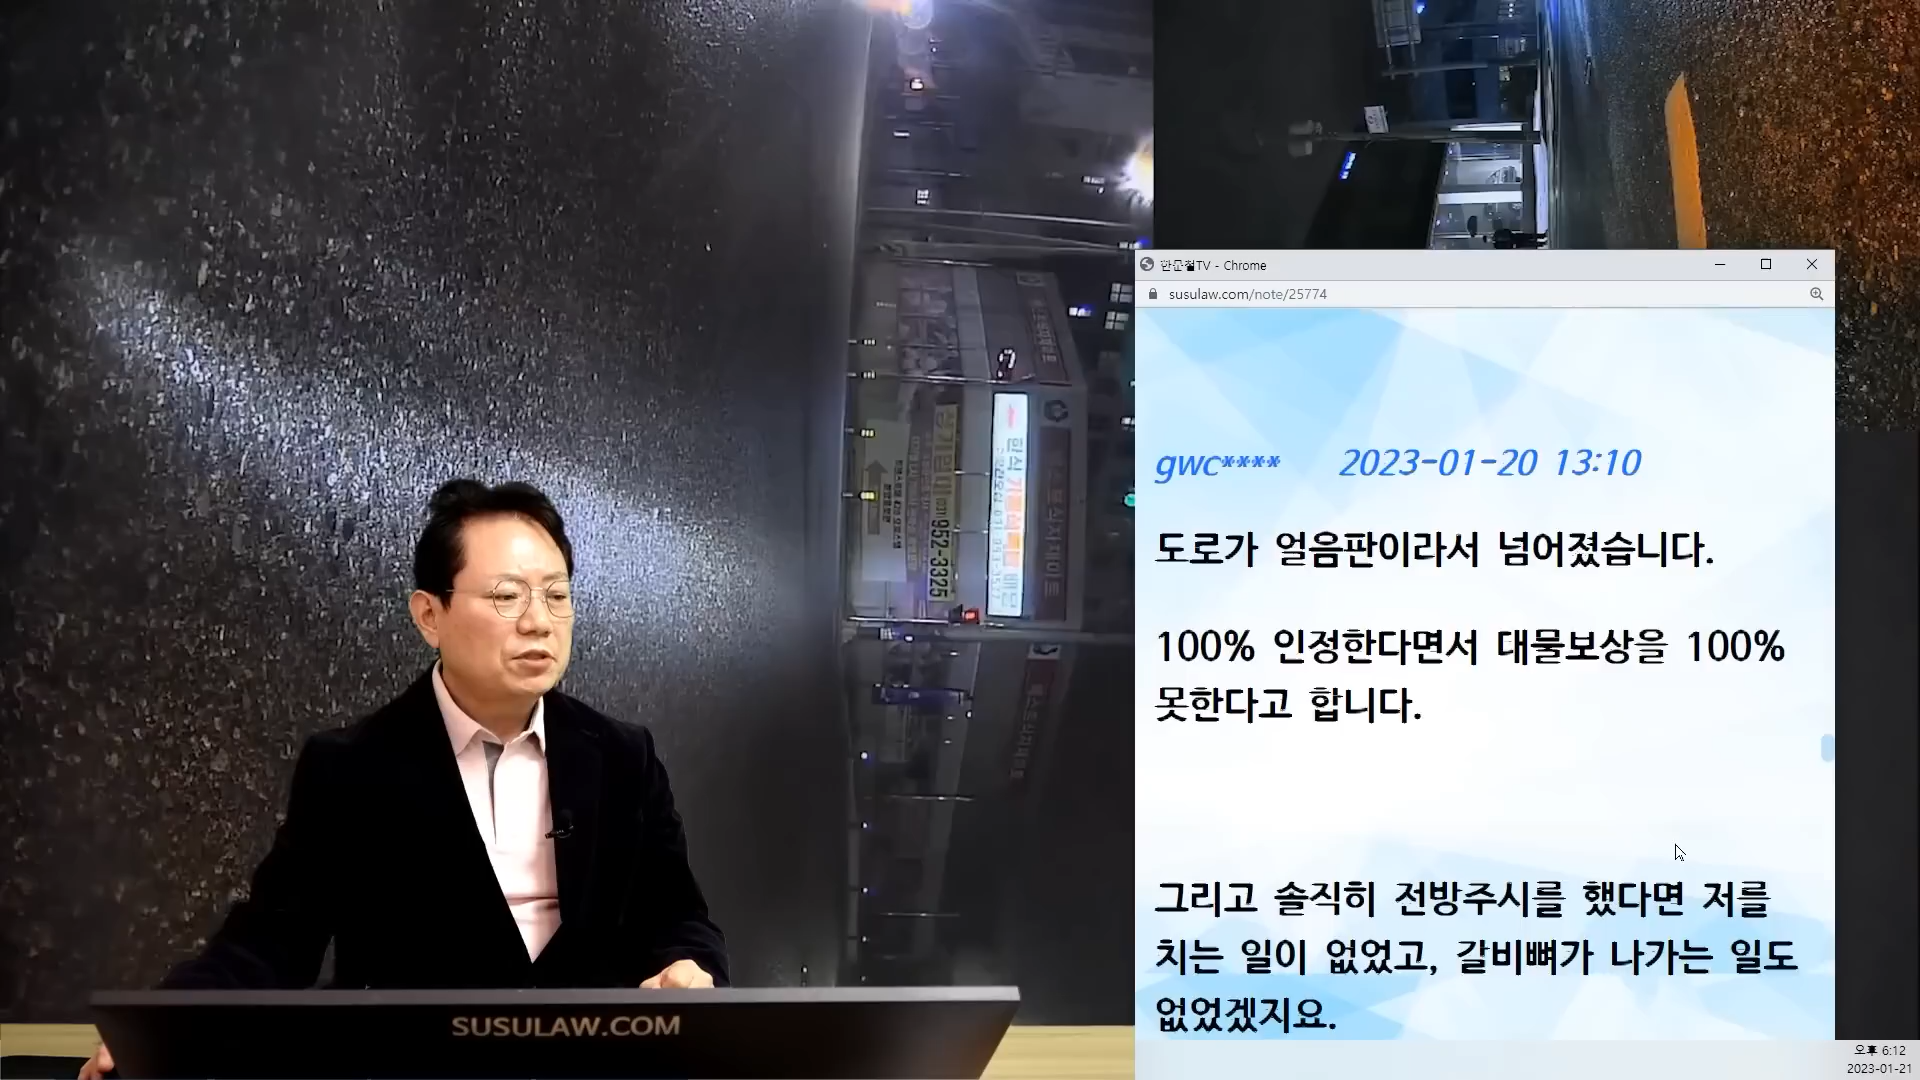 한문철TV - Chrome
susulaw.com/note/25774
gwc**** 2023-01-20 13:10
도로가 얼음판이라서 넘어졌습니다.
100% 인정한다면서 대물보상을 100%
못한다고 합니다.
그리고 솔직히 전방주시를 했다면 저를
치는 일이 없었고, 갈비뼈가 나가는 일도
없었겠지요.
SUSULAW.COM
952-3325
오후 6:12
2023-01-21